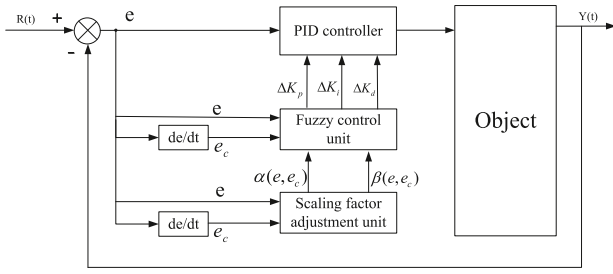 R(t)
+
-
e
PID controller
Y(t)
ΔK_p
ΔK_i
ΔK_d
Object
e
de/dt
e_c
Fuzzy control
unit
α(e,e_c)
β(e,e_c)
e
de/dt
e_c
Scaling factor
adjustment unit